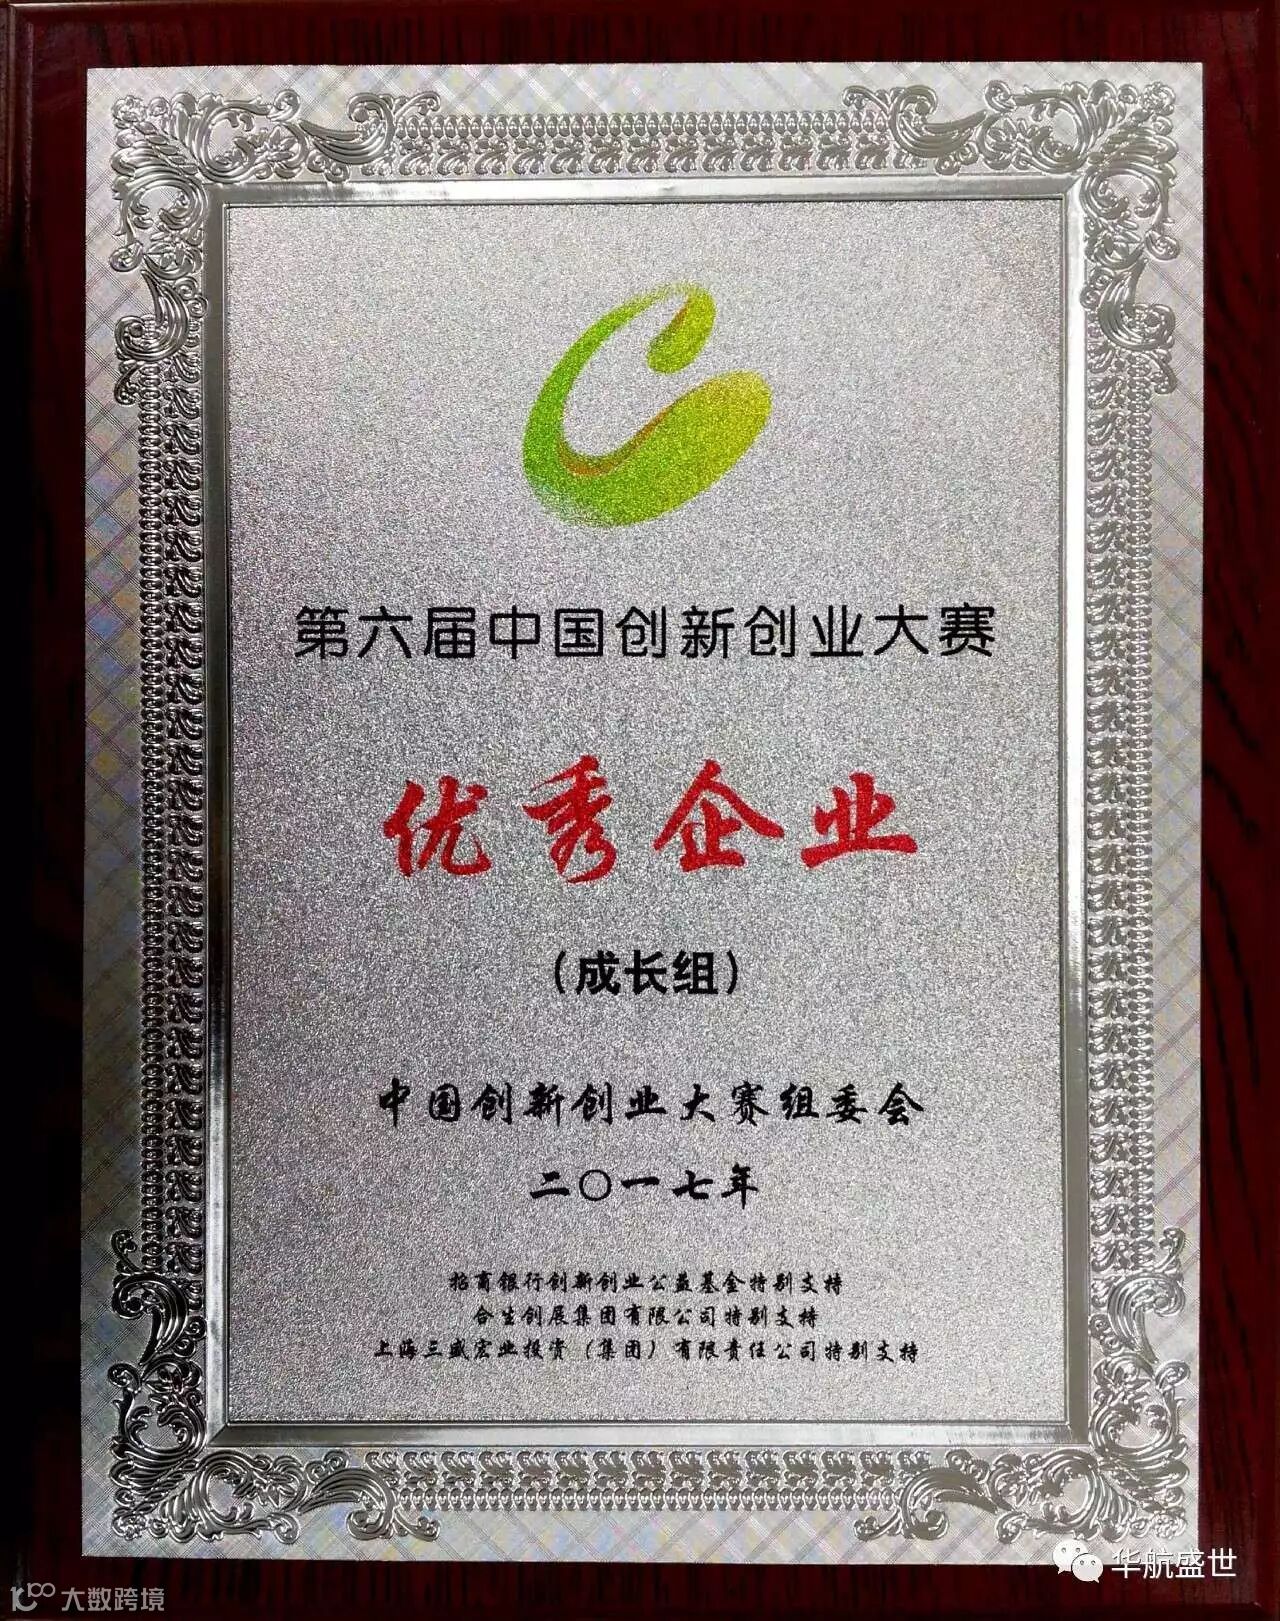 第六届中国创新创业大赛
优秀企业
（成长组）
中国创新创业大赛组委会
二〇一七年
招商银行创新创业公益基金特别支持
合生创展集团有限公司特别支持
上海三盛宏业投资（集团）有限责任公司特别支持
华航盛世
大数跨境